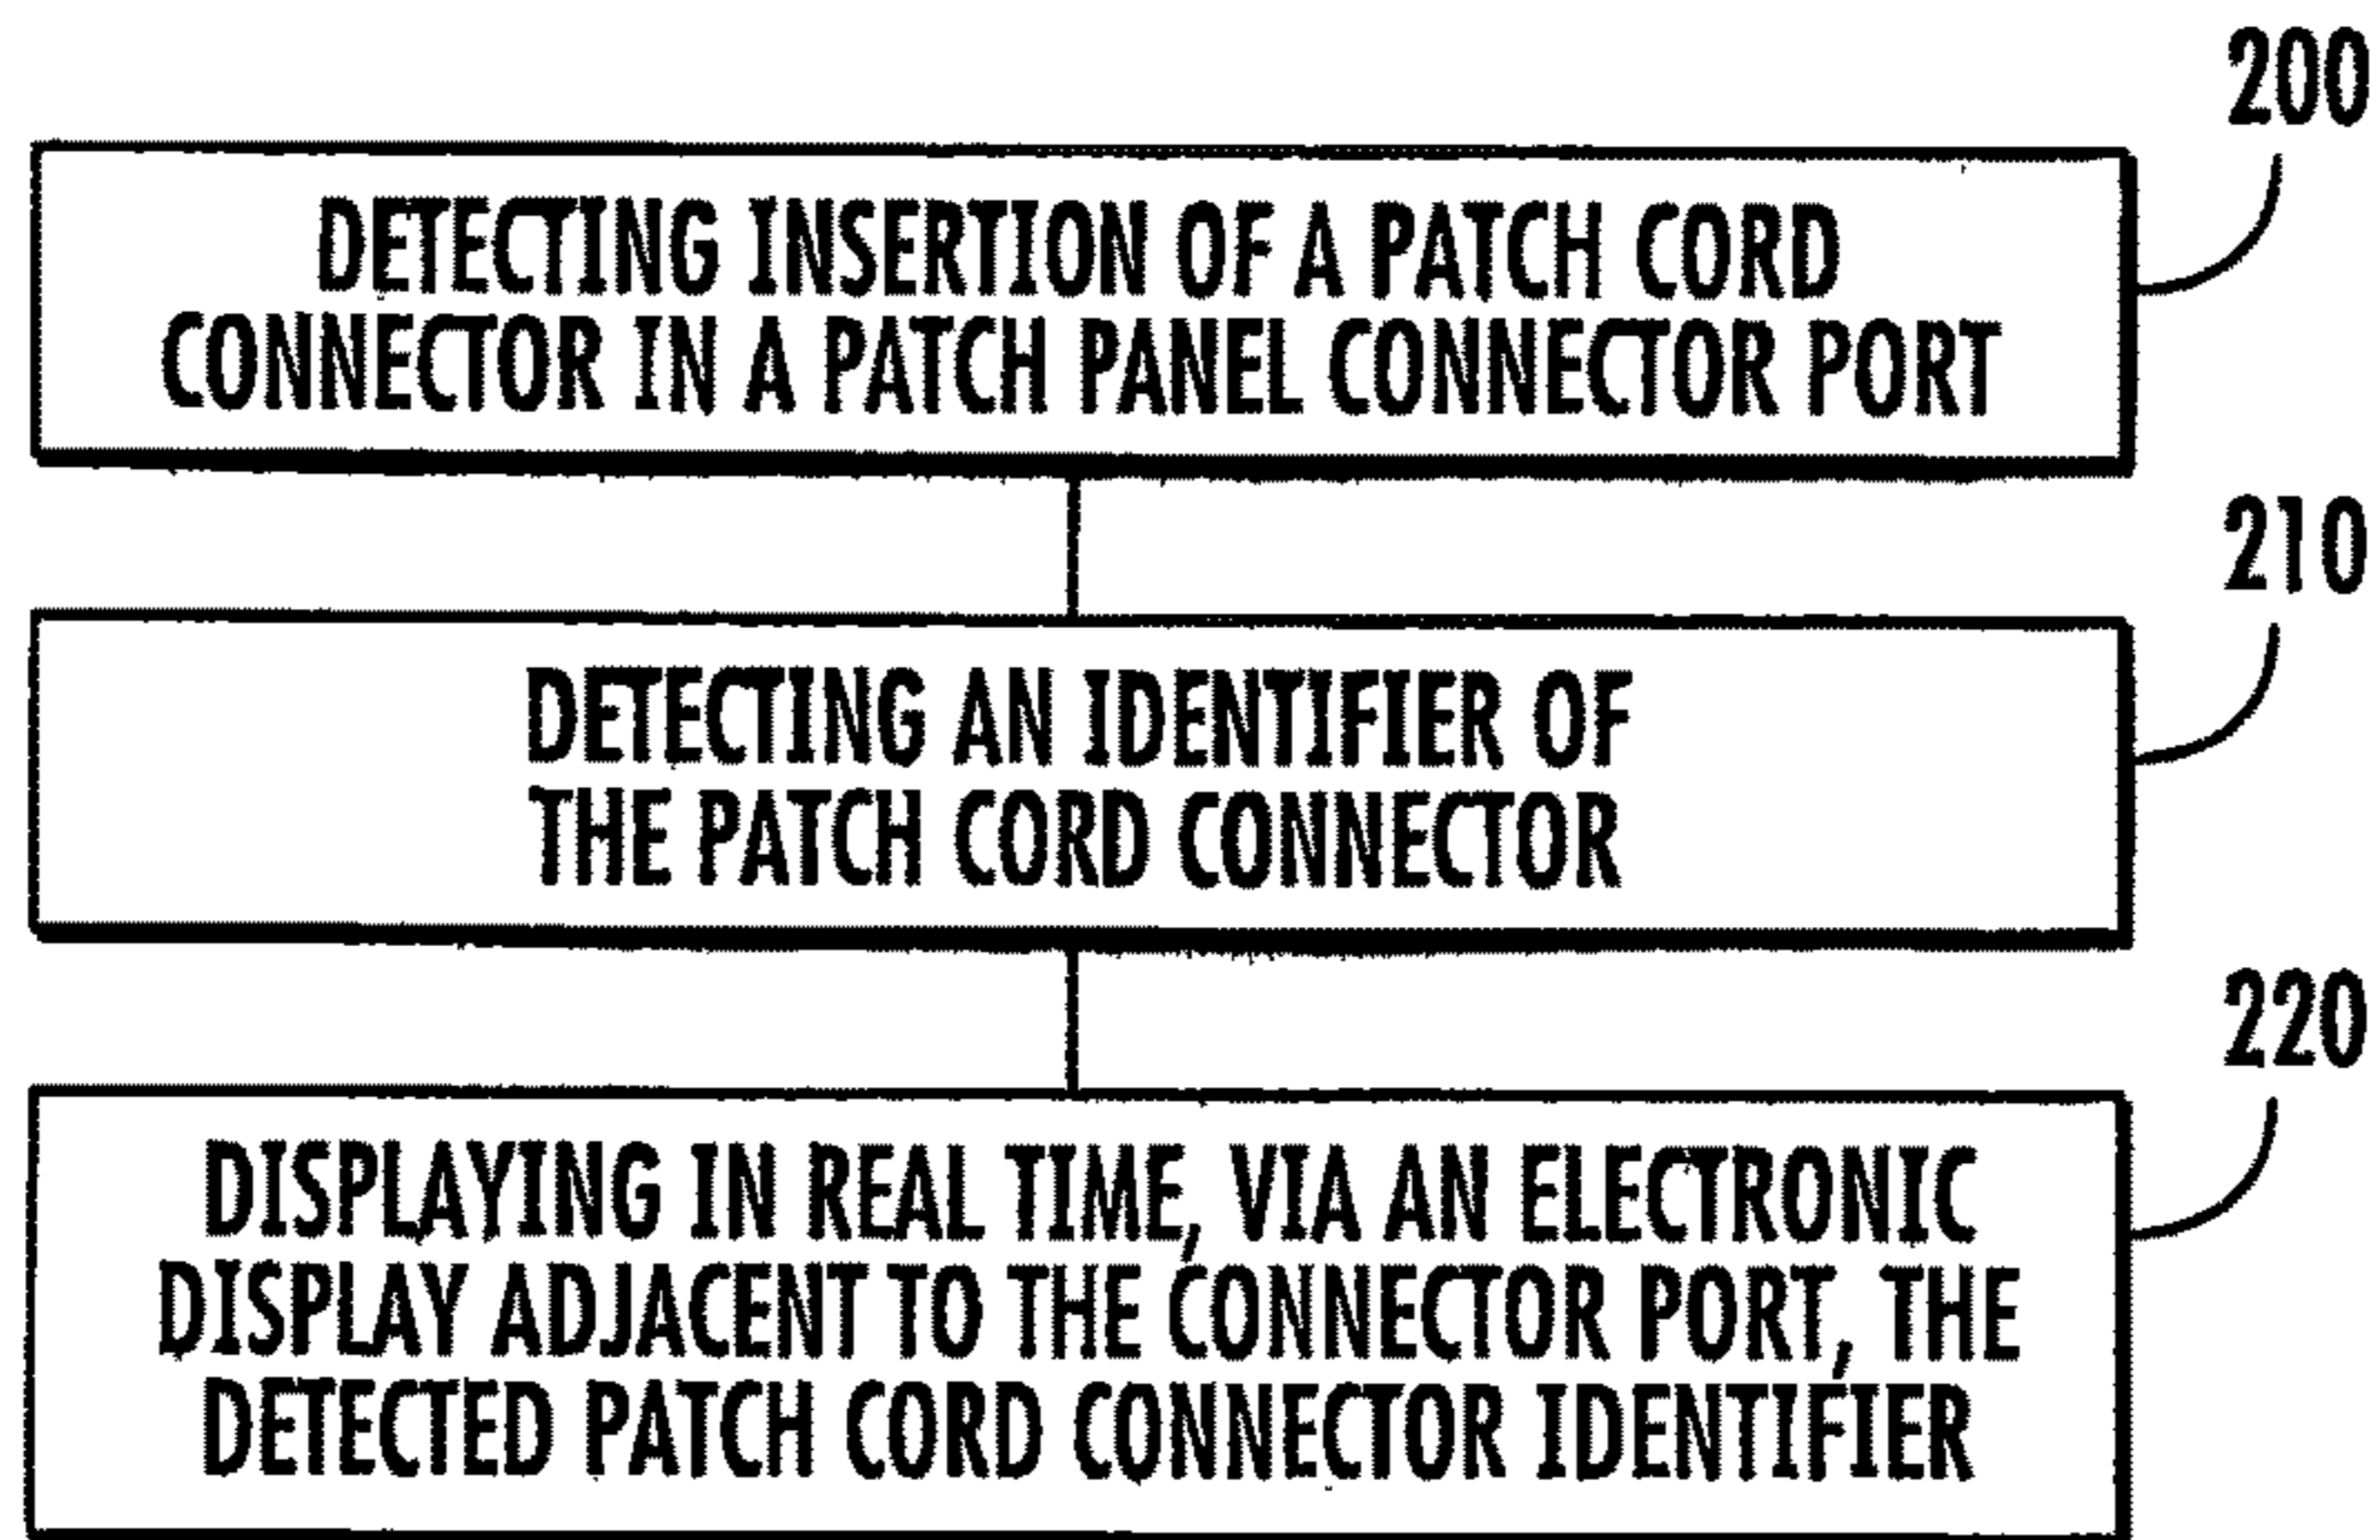 200
DETECTING INSERTION OF A PATCH CORD
CONNECTOR IN A PATCH PANEL CONNECTOR PORT
210
DETECTING AN IDENTIFIER OF
THE PATCH CORD CONNECTOR
220
DISPLAYING IN REAL TIME, VIA AN ELECTRONIC
DISPLAY ADJACENT TO THE CONNECTOR PORT, THE
DETECTED PATCH CORD CONNECTOR IDENTIFIER